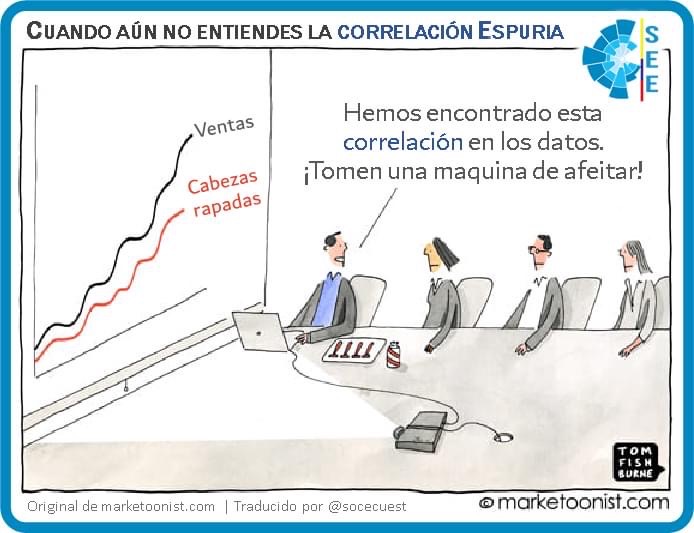 CUANDO AÚN NO ENTIENDES LA CORRELACIÓN ESPURIA
SEE
Ventas
Cabezas
rapadas
Hemos encontrado esta
correlación en los datos.
¡Tomen una maquina de afeitar!
TOM
FISH
BURNE
© marketoonist.com
Original de marketoonist.com | Traducido por @socecuest